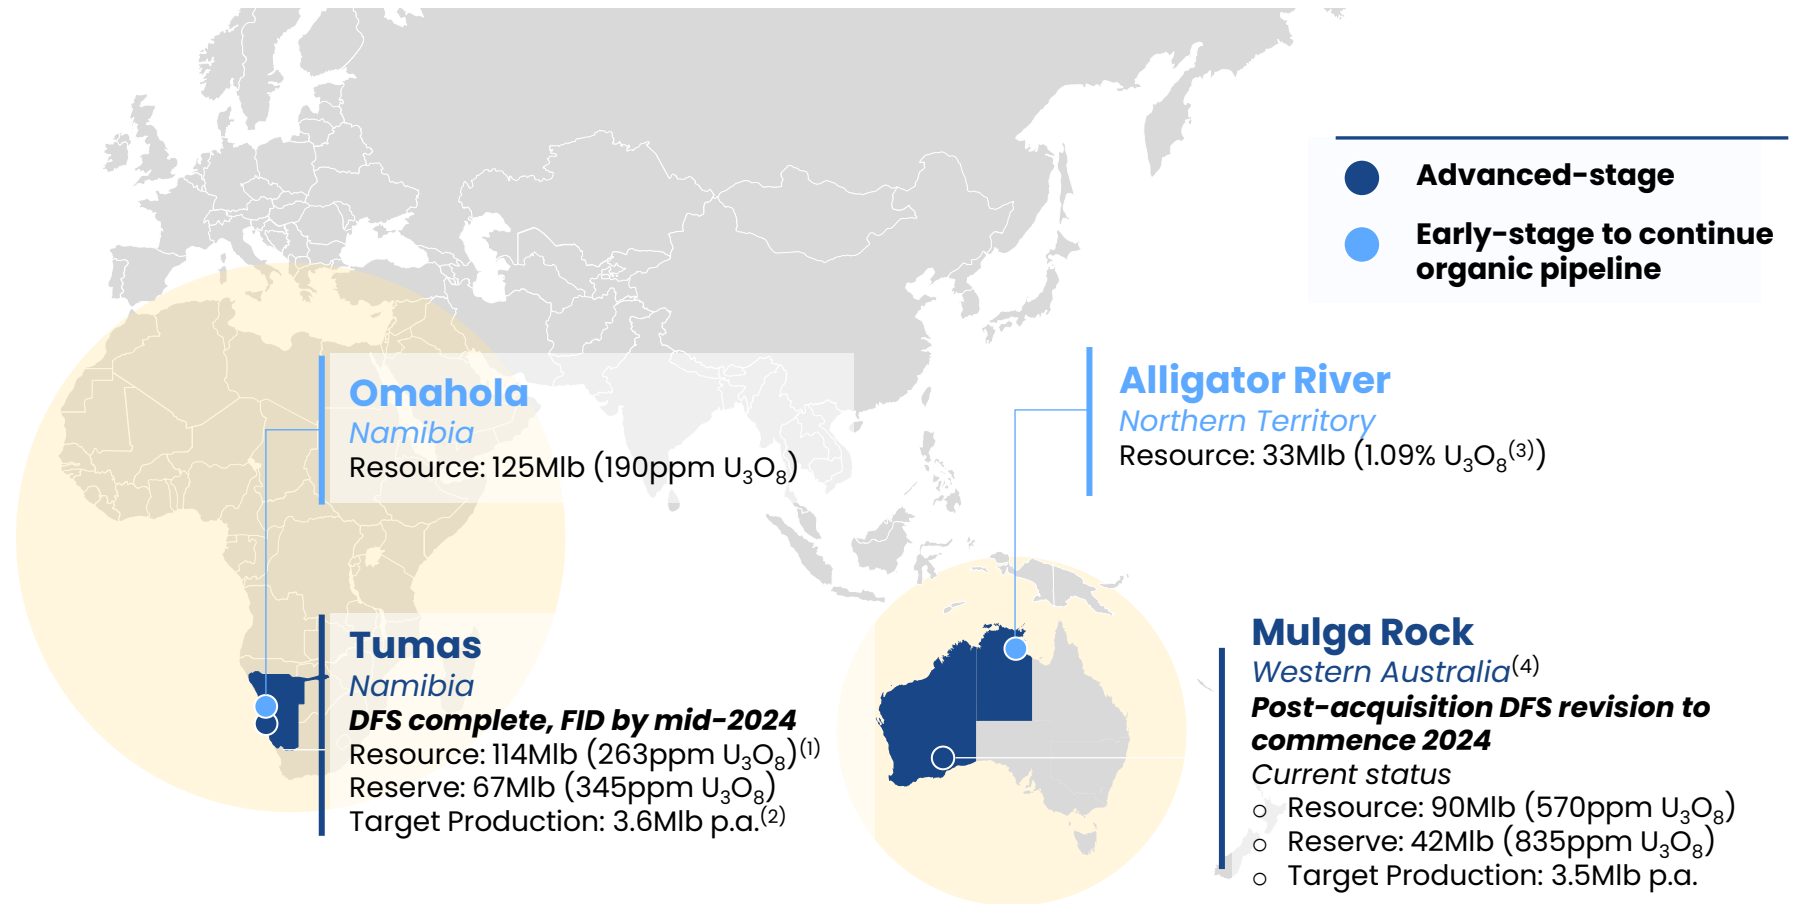 Advanced-stage
Early-stage to continue
organic pipeline
Omahola
Namibia
Resource: 125Mlb (190ppm U₃O₈)
Alligator River
Northern Territory
Resource: 33Mlb (1.09% U₃O₈⁽³⁾)
Tumas
Namibia
DFS complete, FID by mid-2024
Resource: 114Mlb (263ppm U₃O₈)⁽¹⁾
Reserve: 67Mlb (345ppm U₃O₈)
Target Production: 3.6Mlb p.a.⁽²⁾
Mulga Rock
Western Australia⁽⁴⁾
Post-acquisition DFS revision to
commence 2024
Current status
○ Resource: 90Mlb (570ppm U₃O₈)
○ Reserve: 42Mlb (835ppm U₃O₈)
○ Target Production: 3.5Mlb p.a.